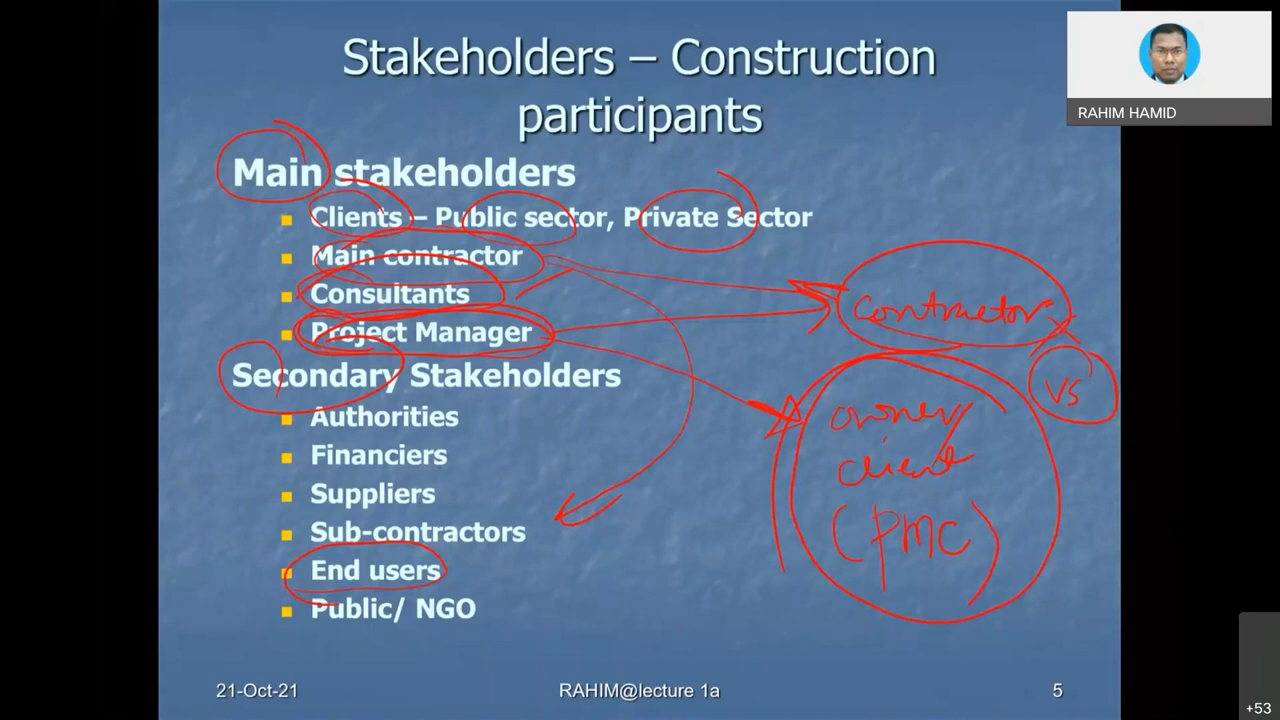 Stakeholders – Construction
participants
RAHIM HAMID
Main stakeholders
Clients – Public sector, Private Sector
Main contractor
Consultants
Project Manager
contractor
vs
owner/
client
(PMC)
Secondary Stakeholders
Authorities
Financiers
Suppliers
Sub-contractors
End users
Public/ NGO
21-Oct-21
RAHIM@lecture 1a
5
+53